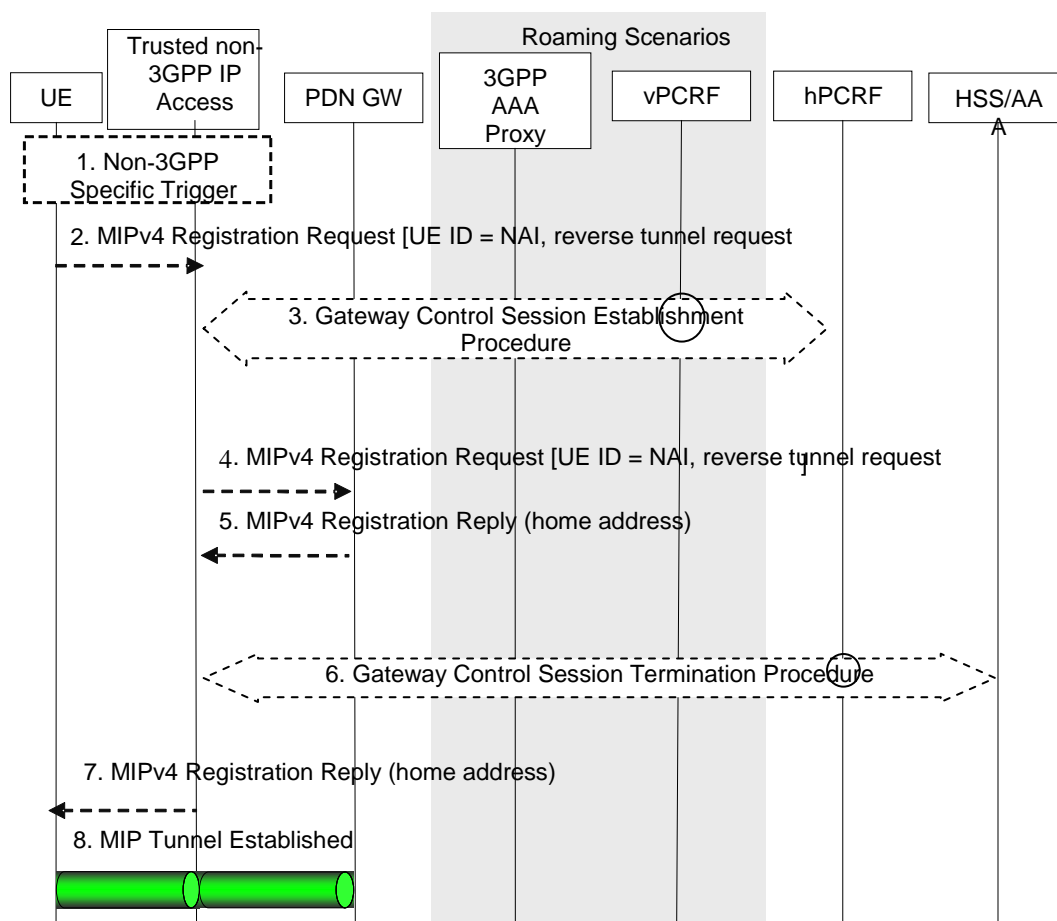 Roaming Scenarios
UE
Trusted non-
3GPP IP
Access
PDN GW
3GPP
AAA
Proxy
vPCRF
hPCRF
HSS/AA
A
1. Non-3GPP
Specific Trigger
2. MIPv4 Registration Request [UE ID = NAI, reverse tunnel request
3. Gateway Control Session Establishment
Procedure
4. MIPv4 Registration Request [UE ID = NAI, reverse tunnel request
]
5. MIPv4 Registration Reply (home address)
6. Gateway Control Session Termination Procedure
7. MIPv4 Registration Reply (home address)
8. MIP Tunnel Established